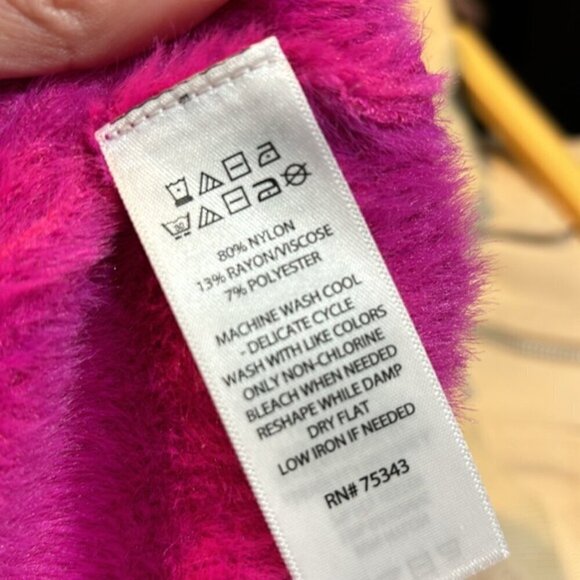 80% NYLON
13% RAYON/VISCOSE
7% POLYESTER
MACHINE WASH COOL
- DELICATE CYCLE
WASH WITH LIKE COLORS
ONLY NON-CHLORINE
BLEACH WHEN NEEDED
RESHAPE WHILE DAMP
DRY FLAT
LOW IRON IF NEEDED
RN# 75343